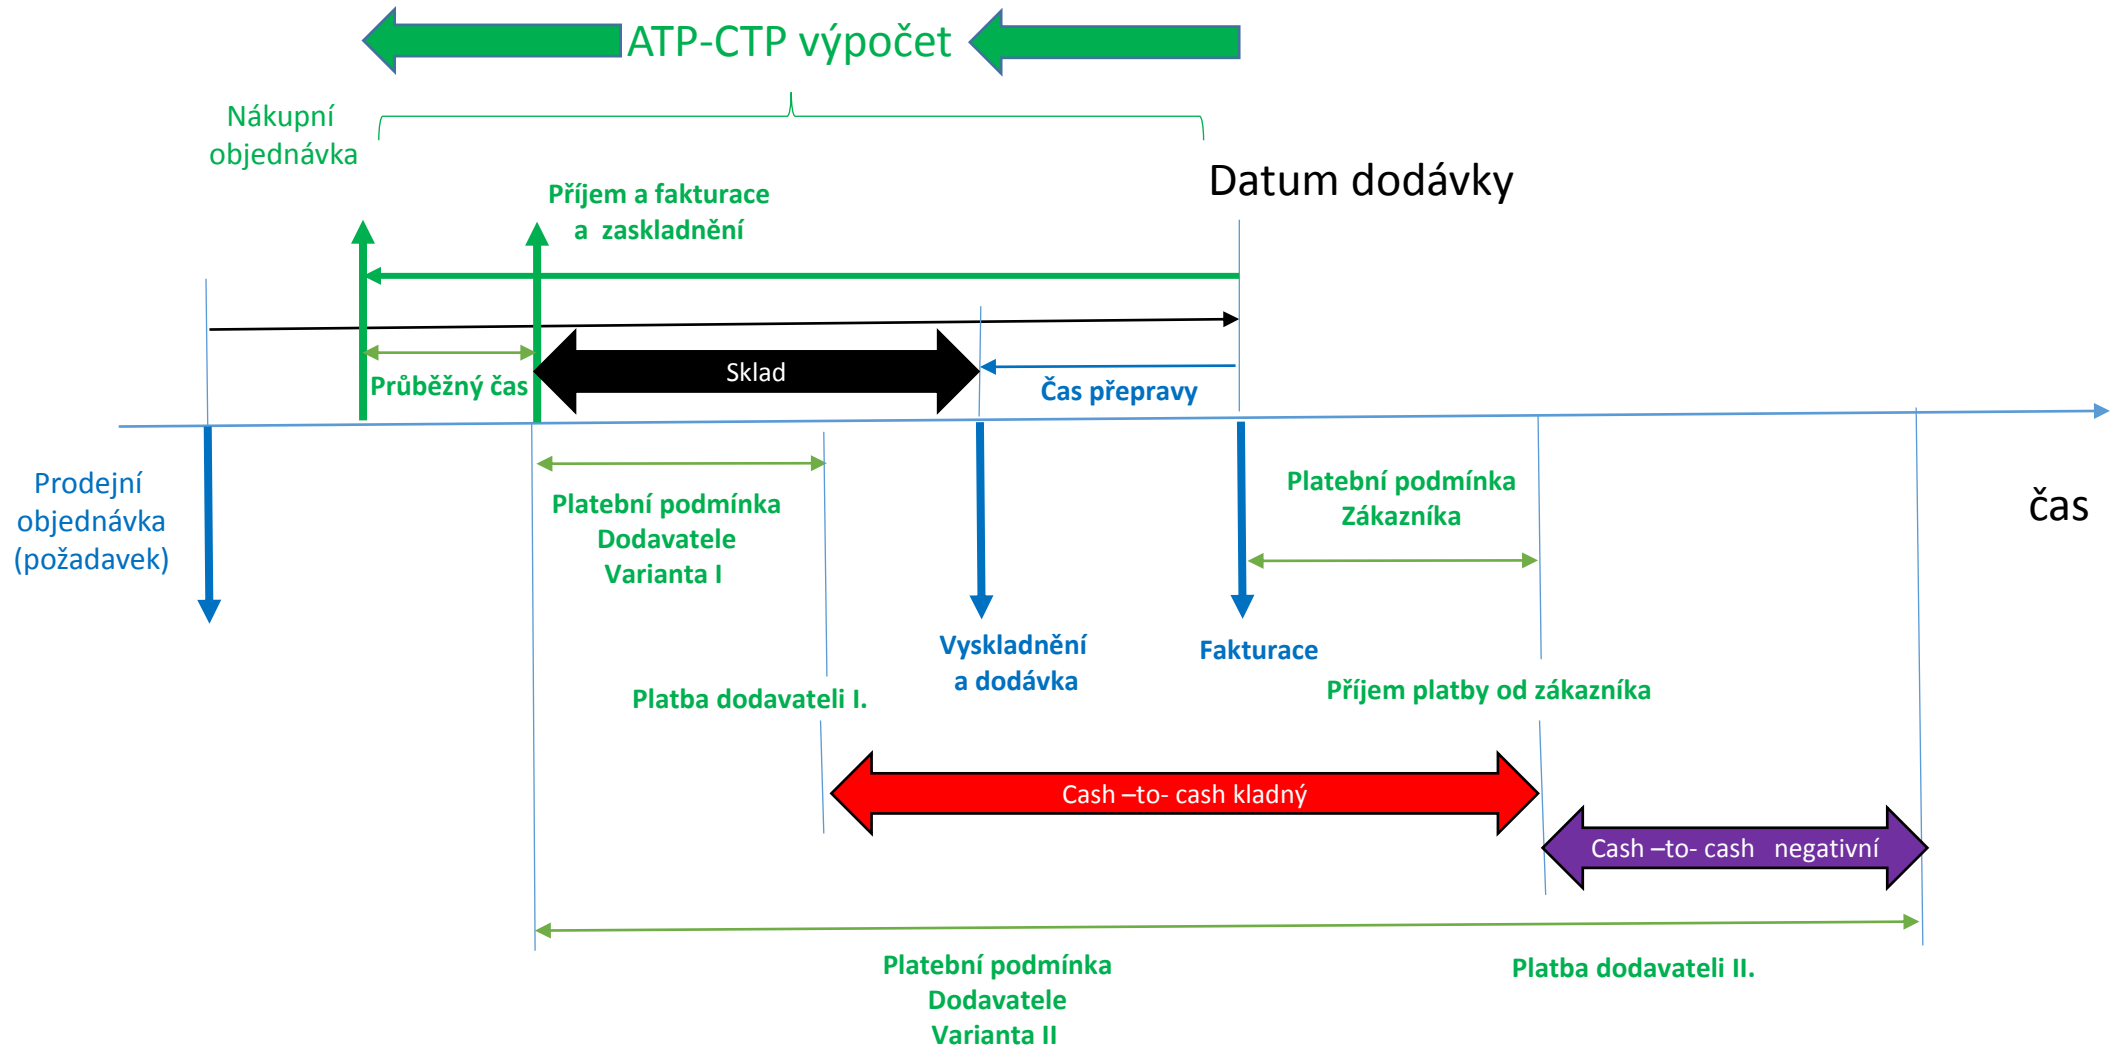 ATP-CTP výpočet
Nákupní
objednávka
Datum dodávky
Příjem a fakturace
a zaskladnění
Sklad
Průběžný čas
Čas přepravy
Prodejní
objednávka
(požadavek)
Platební podmínka
Dodavatele
Varianta I
Platební podmínka
Zákazníka
čas
Vyskladnění
a dodávka
Fakturace
Platba dodavateli I.
Příjem platby od zákazníka
Cash –to- cash kladný
Cash –to- cash negativní
Platební podmínka
Dodavatele
Varianta II
Platba dodavateli II.